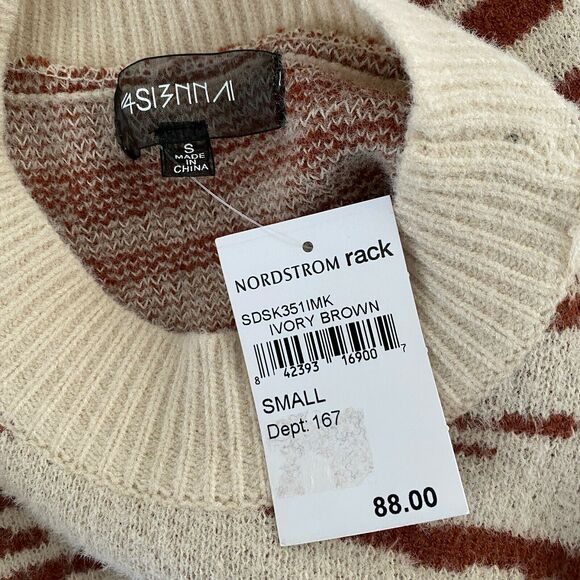 4SI3NNA
S
MADE
IN
CHINA
NORDSTROM rack
SDSK351IMK
IVORY BROWN
8 42393 16900 7
SMALL
Dept: 167
88.00